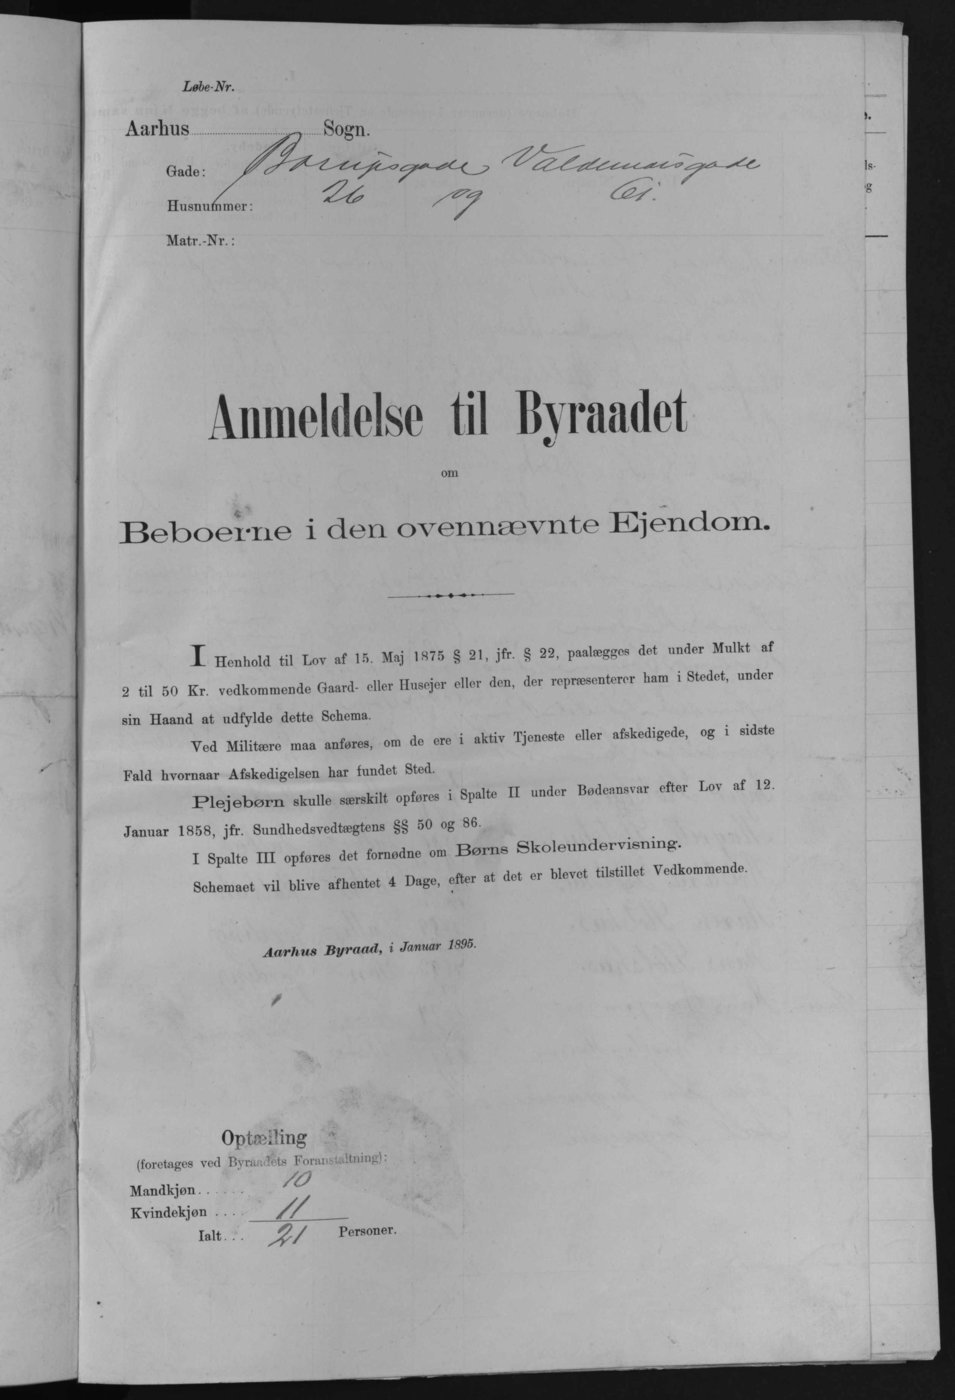 Løbe-Nr.
Aarhus Sogn.
Gade: Borupsgade Valdemarsgade
Husnummer: 26 og
Matr.-Nr.:
Anmeldelse til Byraadet
om
Beboerne i den ovennævnte Ejendom.
I Henhold til Lov af 15. Maj 1875 § 21, jfr. § 22, paalægges det under Mulkt af
2 til 50 Kr. vedkommende Gaard- eller Husejer eller den, der repræsenterer ham i Stedet, under
sin Haand at udfylde dette Schema.
Ved Militære maa anføres, om de ere i aktiv Tjeneste eller afskedigede, og i sidste
Fald hvornaar Afskedigelsen har fundet Sted.
Plejebørn skulle særskilt opføres i Spalte II under Bødeansvar efter Lov af 12.
Januar 1858, jfr. Sundhedsvedtægtens §§ 50 og 86.
I Spalte III opføres det fornødne om Børns Skoleundervisning.
Schemaet vil blive afhentet 4 Dage, efter at det er blevet tilstillet Vedkommende.
Aarhus Byraad, i Januar 1895.
Optælling
(foretages ved Byraadets Foranstaltning):
Mandkjøn...... 10
Kvindekjøn .... 11
Ialt... 21 Personer.